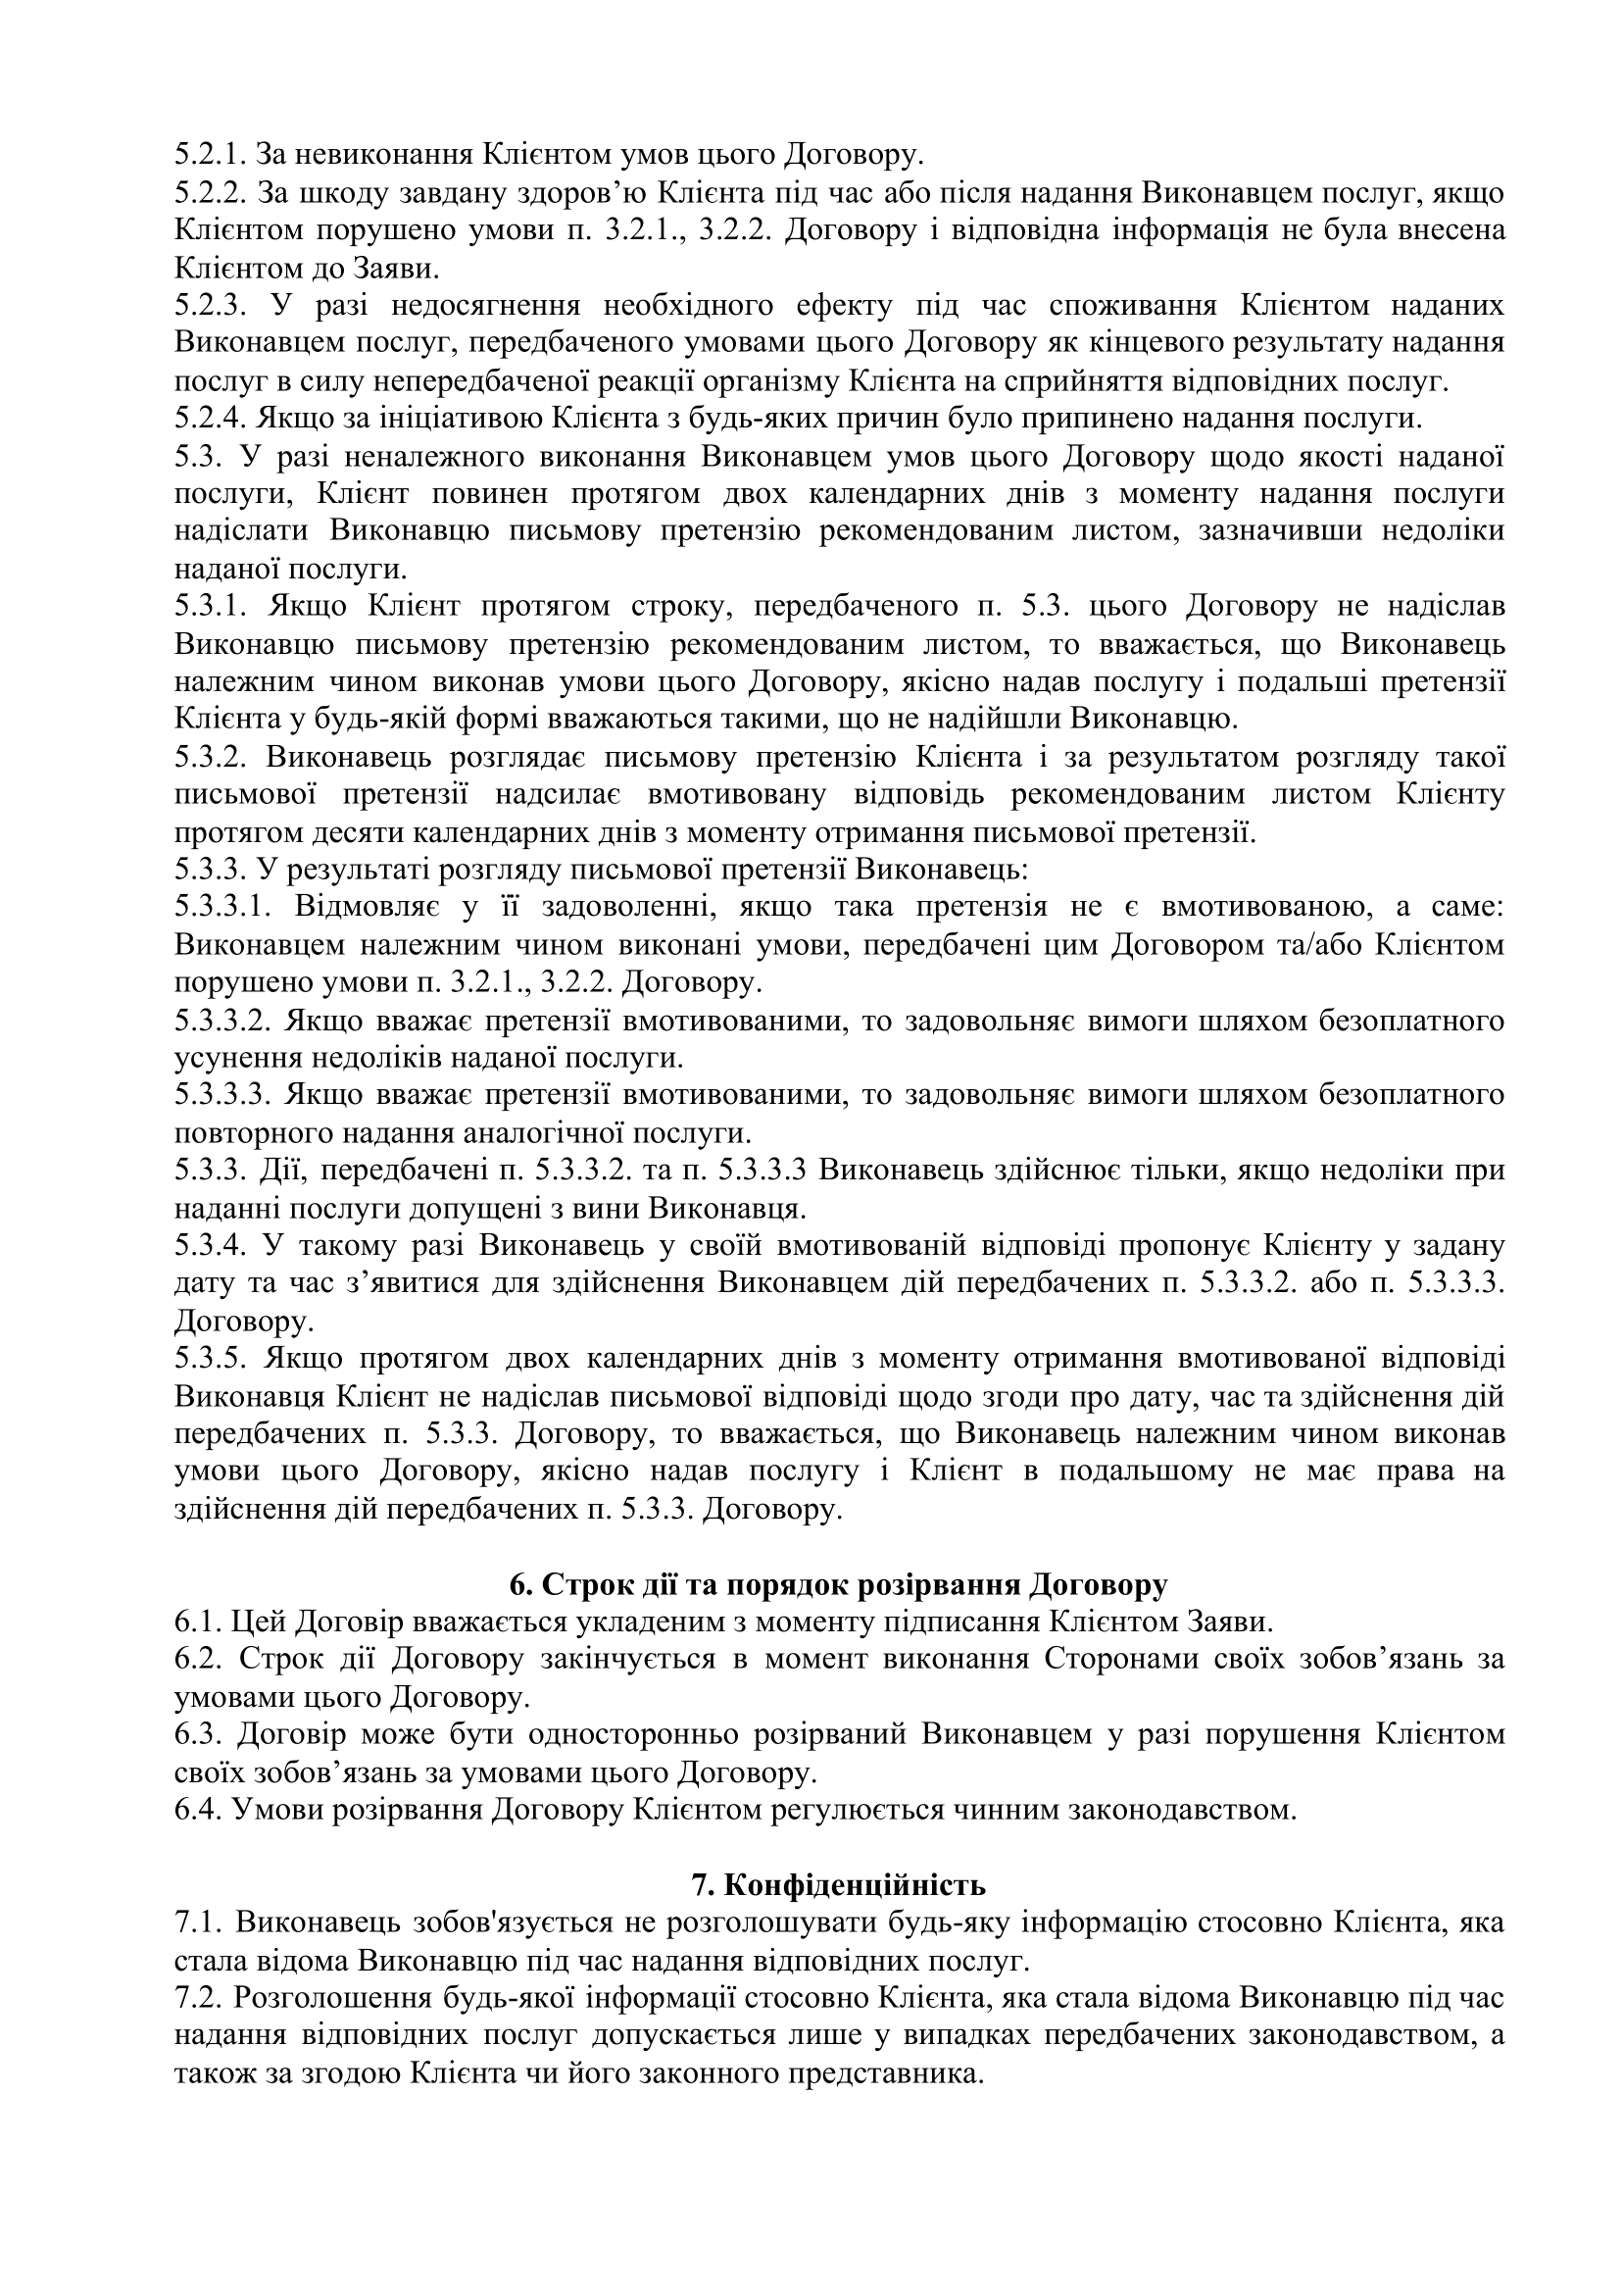 5.2.1. За невиконання Клієнтом умов цього Договору.
5.2.2. За шкоду завдану здоров’ю Клієнта під час або після надання Виконавцем послуг, якщо
Клієнтом порушено умови п. 3.2.1., 3.2.2. Договору і відповідна інформація не була внесена
Клієнтом до Заяви.
5.2.3. У разі недосягнення необхідного ефекту під час споживання Клієнтом наданих
Виконавцем послуг, передбаченого умовами цього Договору як кінцевого результату надання
послуг в силу непередбаченої реакції організму Клієнта на сприйняття відповідних послуг.
5.2.4. Якщо за ініціативою Клієнта з будь-яких причин було припинено надання послуги.
5.3. У разі неналежного виконання Виконавцем умов цього Договору щодо якості наданої
послуги, Клієнт повинен протягом двох календарних днів з моменту надання послуги
надіслати Виконавцю письмову претензію рекомендованим листом, зазначивши недоліки
наданої послуги.
5.3.1. Якщо Клієнт протягом строку, передбаченого п. 5.3. цього Договору не надіслав
Виконавцю письмову претензію рекомендованим листом, то вважається, що Виконавець
належним чином виконав умови цього Договору, якісно надав послугу і подальші претензії
Клієнта у будь-якій формі вважаються такими, що не надійшли Виконавцю.
5.3.2. Виконавець розглядає письмову претензію Клієнта і за результатом розгляду такої
письмової претензії надсилає вмотивовану відповідь рекомендованим листом Клієнту
протягом десяти календарних днів з моменту отримання письмової претензії.
5.3.3. У результаті розгляду письмової претензії Виконавець:
5.3.3.1. Відмовляє у її задоволенні, якщо така претензія не є вмотивованою, а саме:
Виконавцем належним чином виконані умови, передбачені цим Договором та/або Клієнтом
порушено умови п. 3.2.1., 3.2.2. Договору.
5.3.3.2. Якщо вважає претензії вмотивованими, то задовольняє вимоги шляхом безоплатного
усунення недоліків наданої послуги.
5.3.3.3. Якщо вважає претензії вмотивованими, то задовольняє вимоги шляхом безоплатного
повторного надання аналогічної послуги.
5.3.3. Дії, передбачені п. 5.3.3.2. та п. 5.3.3.3 Виконавець здійснює тільки, якщо недоліки при
наданні послуги допущені з вини Виконавця.
5.3.4. У такому разі Виконавець у своїй вмотивованій відповіді пропонує Клієнту у задану
дату та час з’явитися для здійснення Виконавцем дій передбачених п. 5.3.3.2. або п. 5.3.3.3.
Договору.
5.3.5. Якщо протягом двох календарних днів з моменту отримання вмотивованої відповіді
Виконавця Клієнт не надіслав письмової відповіді щодо згоди про дату, час та здійснення дій
передбачених п. 5.3.3. Договору, то вважається, що Виконавець належним чином виконав
умови цього Договору, якісно надав послугу і Клієнт в подальшому не має права на
здійснення дій передбачених п. 5.3.3. Договору.
6. Строк дії та порядок розірвання Договору
6.1. Цей Договір вважається укладеним з моменту підписання Клієнтом Заяви.
6.2. Строк дії Договору закінчується в момент виконання Сторонами своїх зобов’язань за
умовами цього Договору.
6.3. Договір може бути односторонньо розірваний Виконавцем у разі порушення Клієнтом
своїх зобов’язань за умовами цього Договору.
6.4. Умови розірвання Договору Клієнтом регулюється чинним законодавством.
7. Конфіденційність
7.1. Виконавець зобов'язується не розголошувати будь-яку інформацію стосовно Клієнта, яка
стала відома Виконавцю під час надання відповідних послуг.
7.2. Розголошення будь-якої інформації стосовно Клієнта, яка стала відома Виконавцю під час
надання відповідних послуг допускається лише у випадках передбачених законодавством, а
також за згодою Клієнта чи його законного представника.